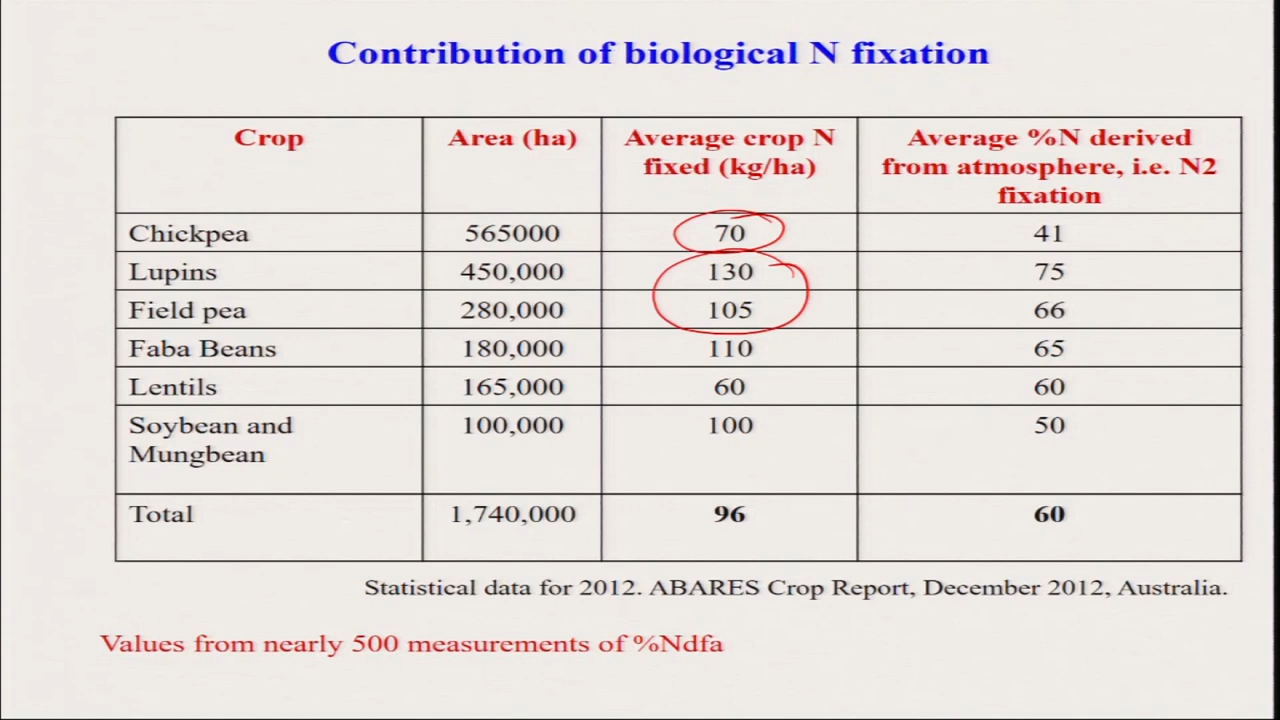 Contribution of biological N fixation
Crop
Area (ha)
Average crop N
fixed (kg/ha)
Average %N derived
from atmosphere, i.e. N2
fixation
Chickpea 565000 70 41
Lupins 450,000 130 75
Field pea 280,000 105 66
Faba Beans 180,000 110 65
Lentils 165,000 60 60
Soybean and 100,000 100 50
Mungbean
Total 1,740,000 96 60
Statistical data for 2012. ABARES Crop Report, December 2012, Australia.
Values from nearly 500 measurements of %Ndfa